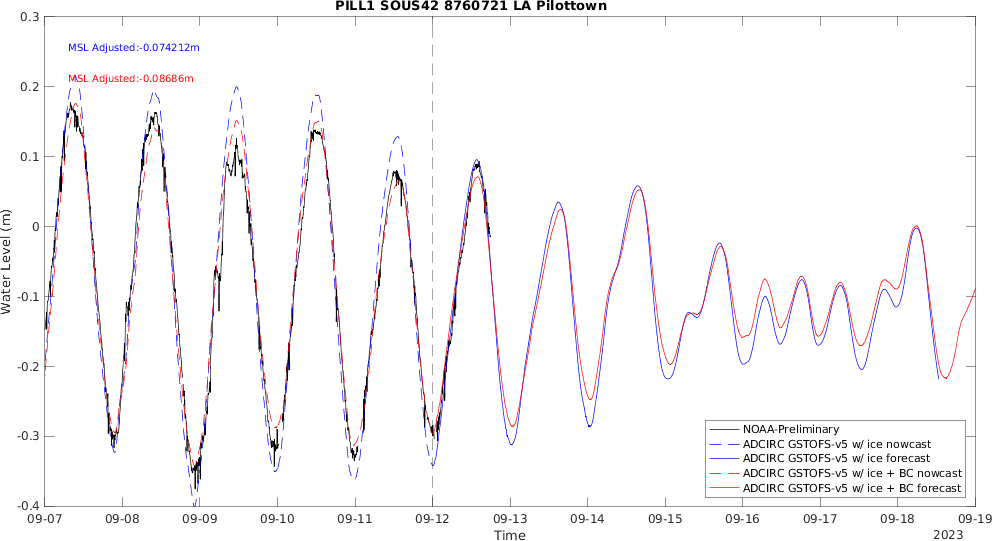 PILL1 SOUS42 8760721 LA Pilottown
0.3
0.2
0.1
0
-0.1
-0.2
-0.3
-0.4
Water Level (m)
MSL Adjusted:-0.074212m
MSL Adjusted:-0.08686m
NOAA-Preliminary
ADCIRC GSTOFS-v5 w/ ice nowcast
ADCIRC GSTOFS-v5 w/ ice forecast
ADCIRC GSTOFS-v5 w/ ice + BC nowcast
ADCIRC GSTOFS-v5 w/ ice + BC forecast
09-07 09-08 09-09 09-10 09-11 09-12 09-13 09-14 09-15 09-16 09-17 09-18 09-19
Time
2023